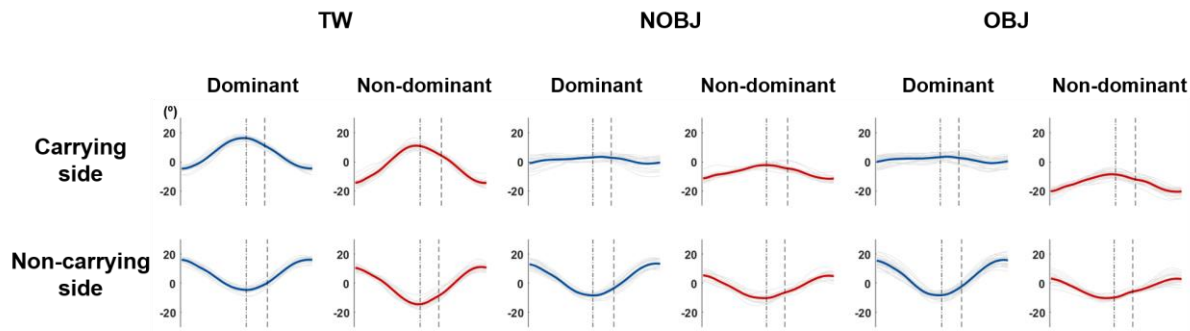 TW NOBJ OBJ
Dominant Non-dominant Dominant Non-dominant Dominant Non-dominant
(º)
Carrying
side
20 20 20 20 20 20
0 0 0 0 0 0
-20 -20 -20 -20 -20 -20
Non-carrying
side
20 20 20 20 20 20
0 0 0 0 0 0
-20 -20 -20 -20 -20 -20